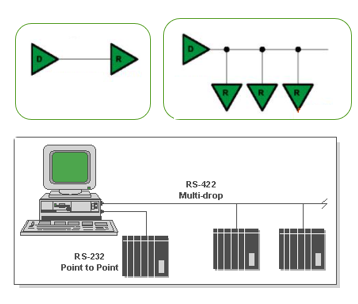 D R
D
R R R
RS-422
Multi-drop
RS-232
Point to Point